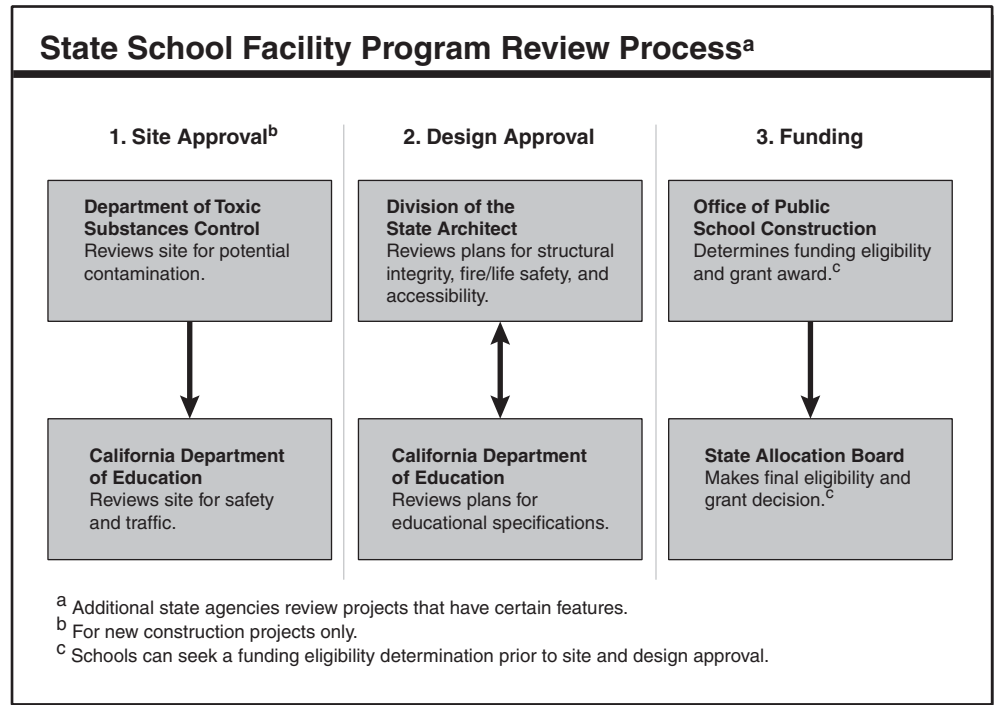 State School Facility Program Review Processa
1. Site Approvalb
Department of Toxic
Substances Control
Reviews site for potential
contamination.
California Department
of Education
Reviews site for safety
and traffic.
2. Design Approval
Division of the
State Architect
Reviews plans for structural
integrity, fire/life safety, and
accessibility.
California Department
of Education
Reviews plans for
educational specifications.
3. Funding
Office of Public
School Construction
Determines funding eligibility
and grant award.c
State Allocation Board
Makes final eligibility and
grant decision.c
a Additional state agencies review projects that have certain features.
b For new construction projects only.
c Schools can seek a funding eligibility determination prior to site and design approval.